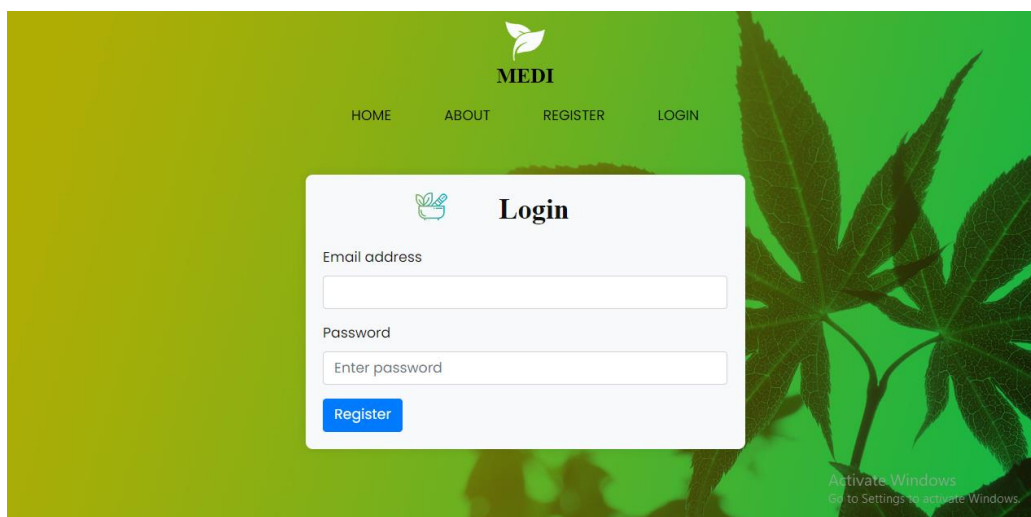 MEDI
HOME ABOUT REGISTER LOGIN
Login
Email address
Password
Enter password
Register
Activate Windows
Go to Settings to activate Windows.